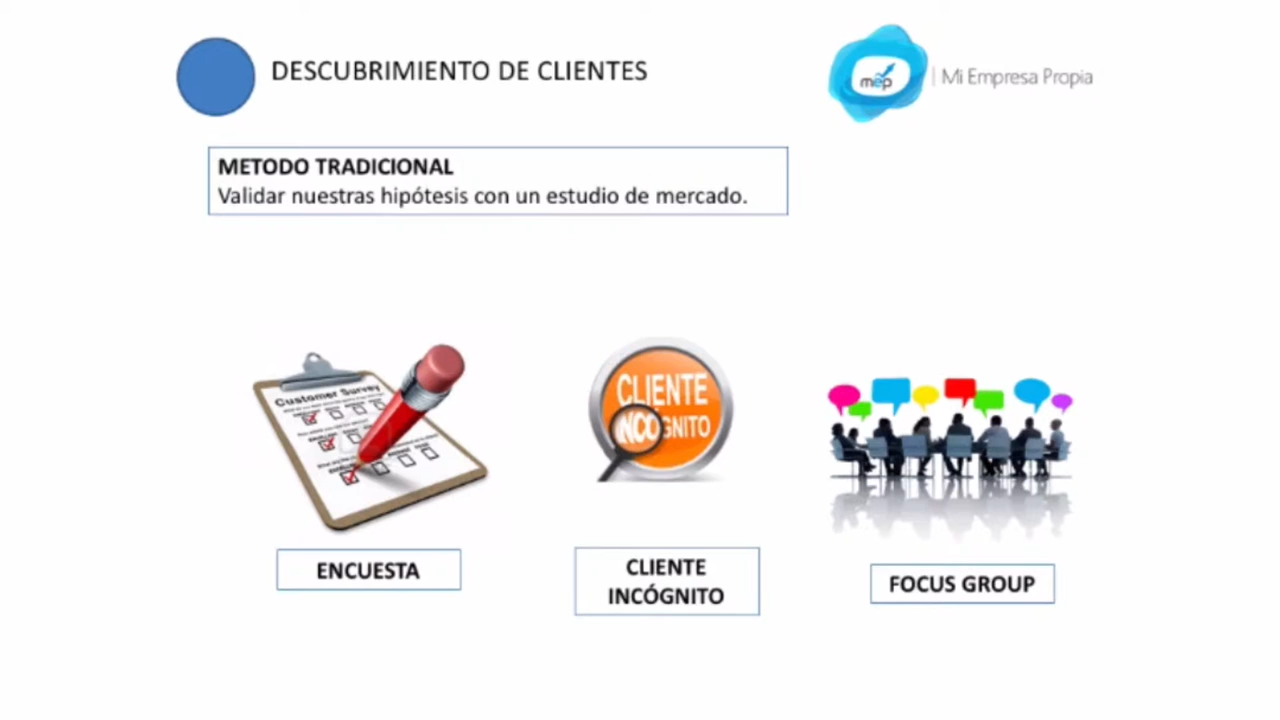 DESCUBRIMIENTO DE CLIENTES
mep
Mi Empresa Propia
METODO TRADICIONAL
Validar nuestras hipótesis con un estudio de mercado.
Customer Survey
CLIENTE
INCÓGNITO
ENCUESTA
CLIENTE
INCÓGNITO
FOCUS GROUP